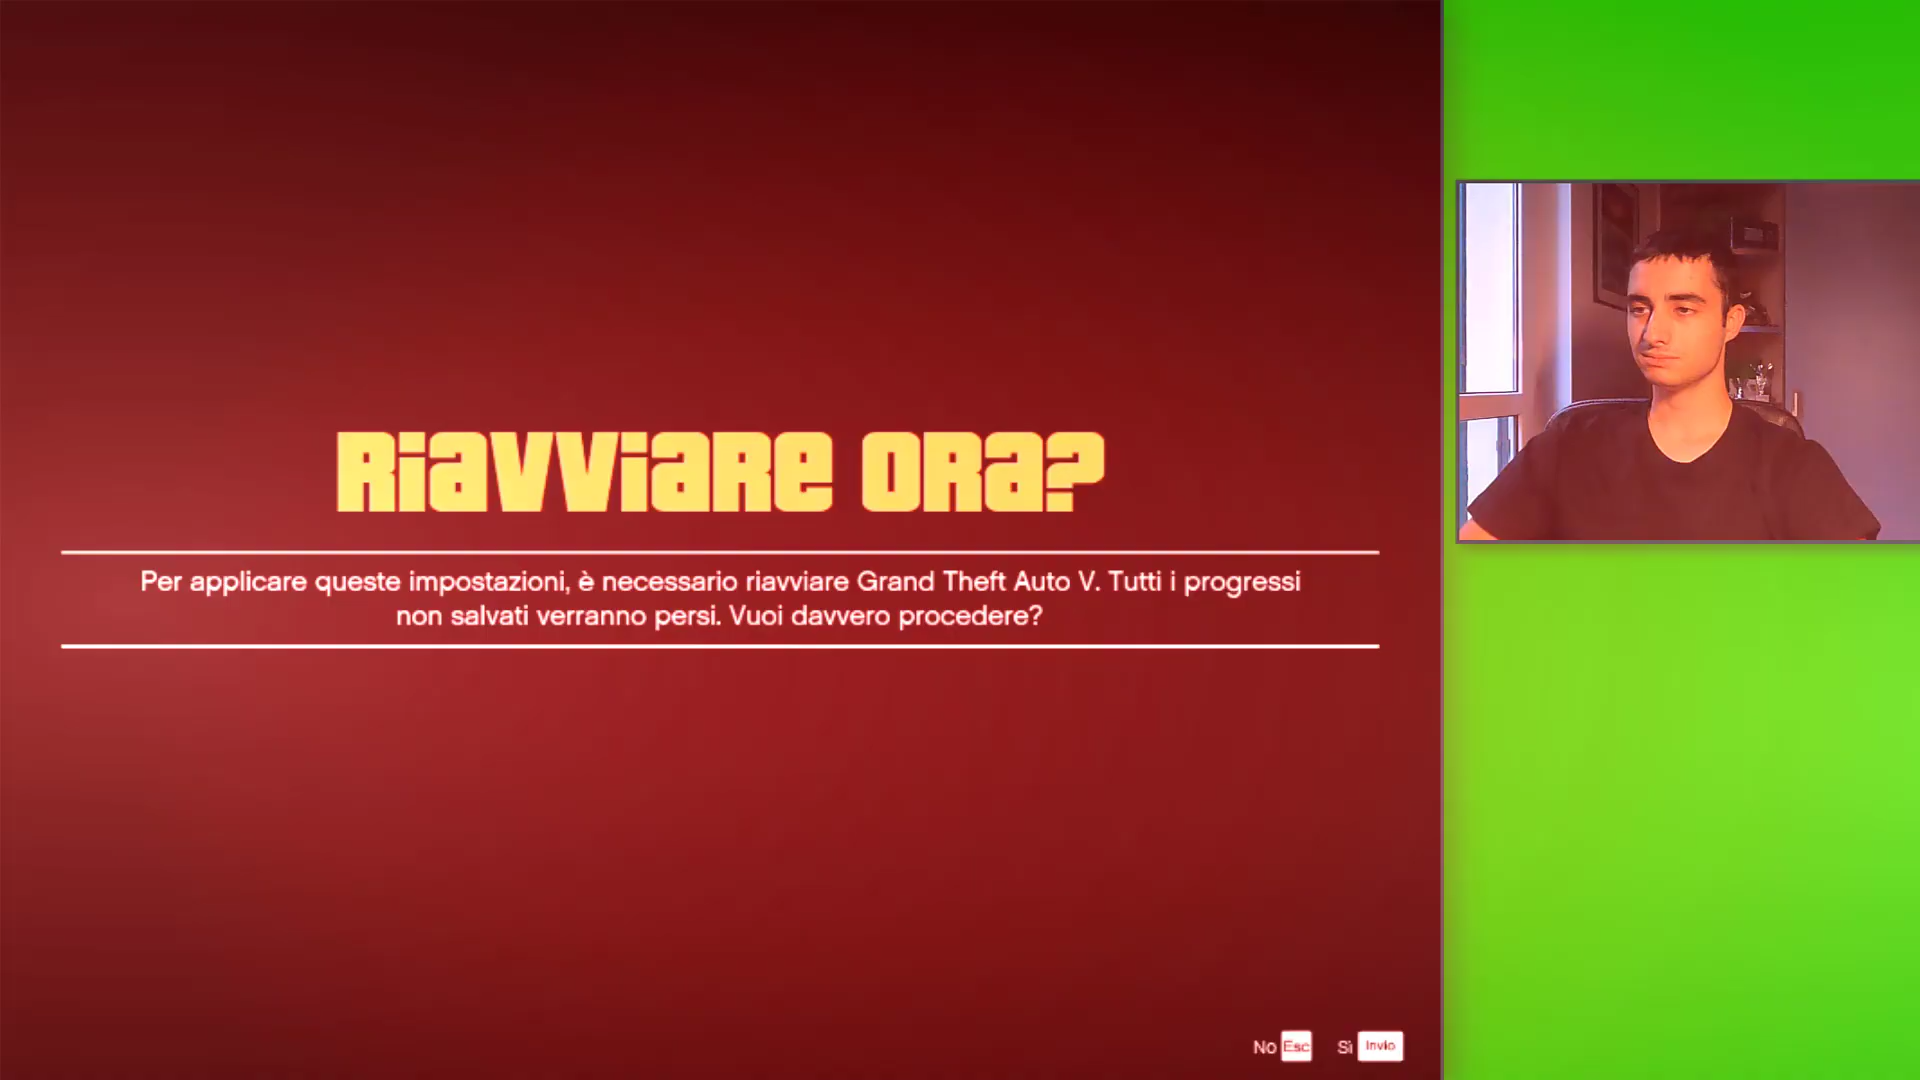 Riavviare ora?
Per applicare queste impostazioni, è necessario riavviare Grand Theft Auto V. Tutti i progressi
non salvati verranno persi. Vuoi davvero procedere?
No Esc Sì Invio